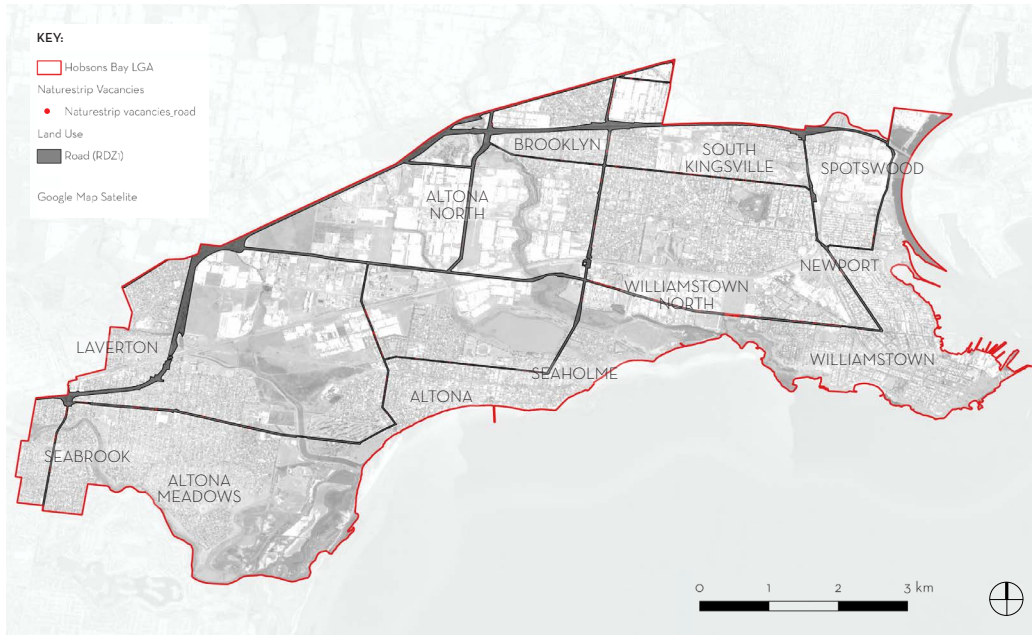 KEY:
Hobsons Bay LGA
Naturestrip Vacancies
Naturestrip vacancies_road
Land Use
Road (RDZ1)
Google Map Satelite
BROOKLYN
SOUTH
KINGSVILLE
SPOTSWOOD
ALTONA
NORTH
NEWPORT
WILLIAMSTOWN
NORTH
LAVERTON
WILLIAMSTOWN
SEAHOLME
ALTONA
SEABROOK
ALTONA
MEADOWS
0 1 2 3 km